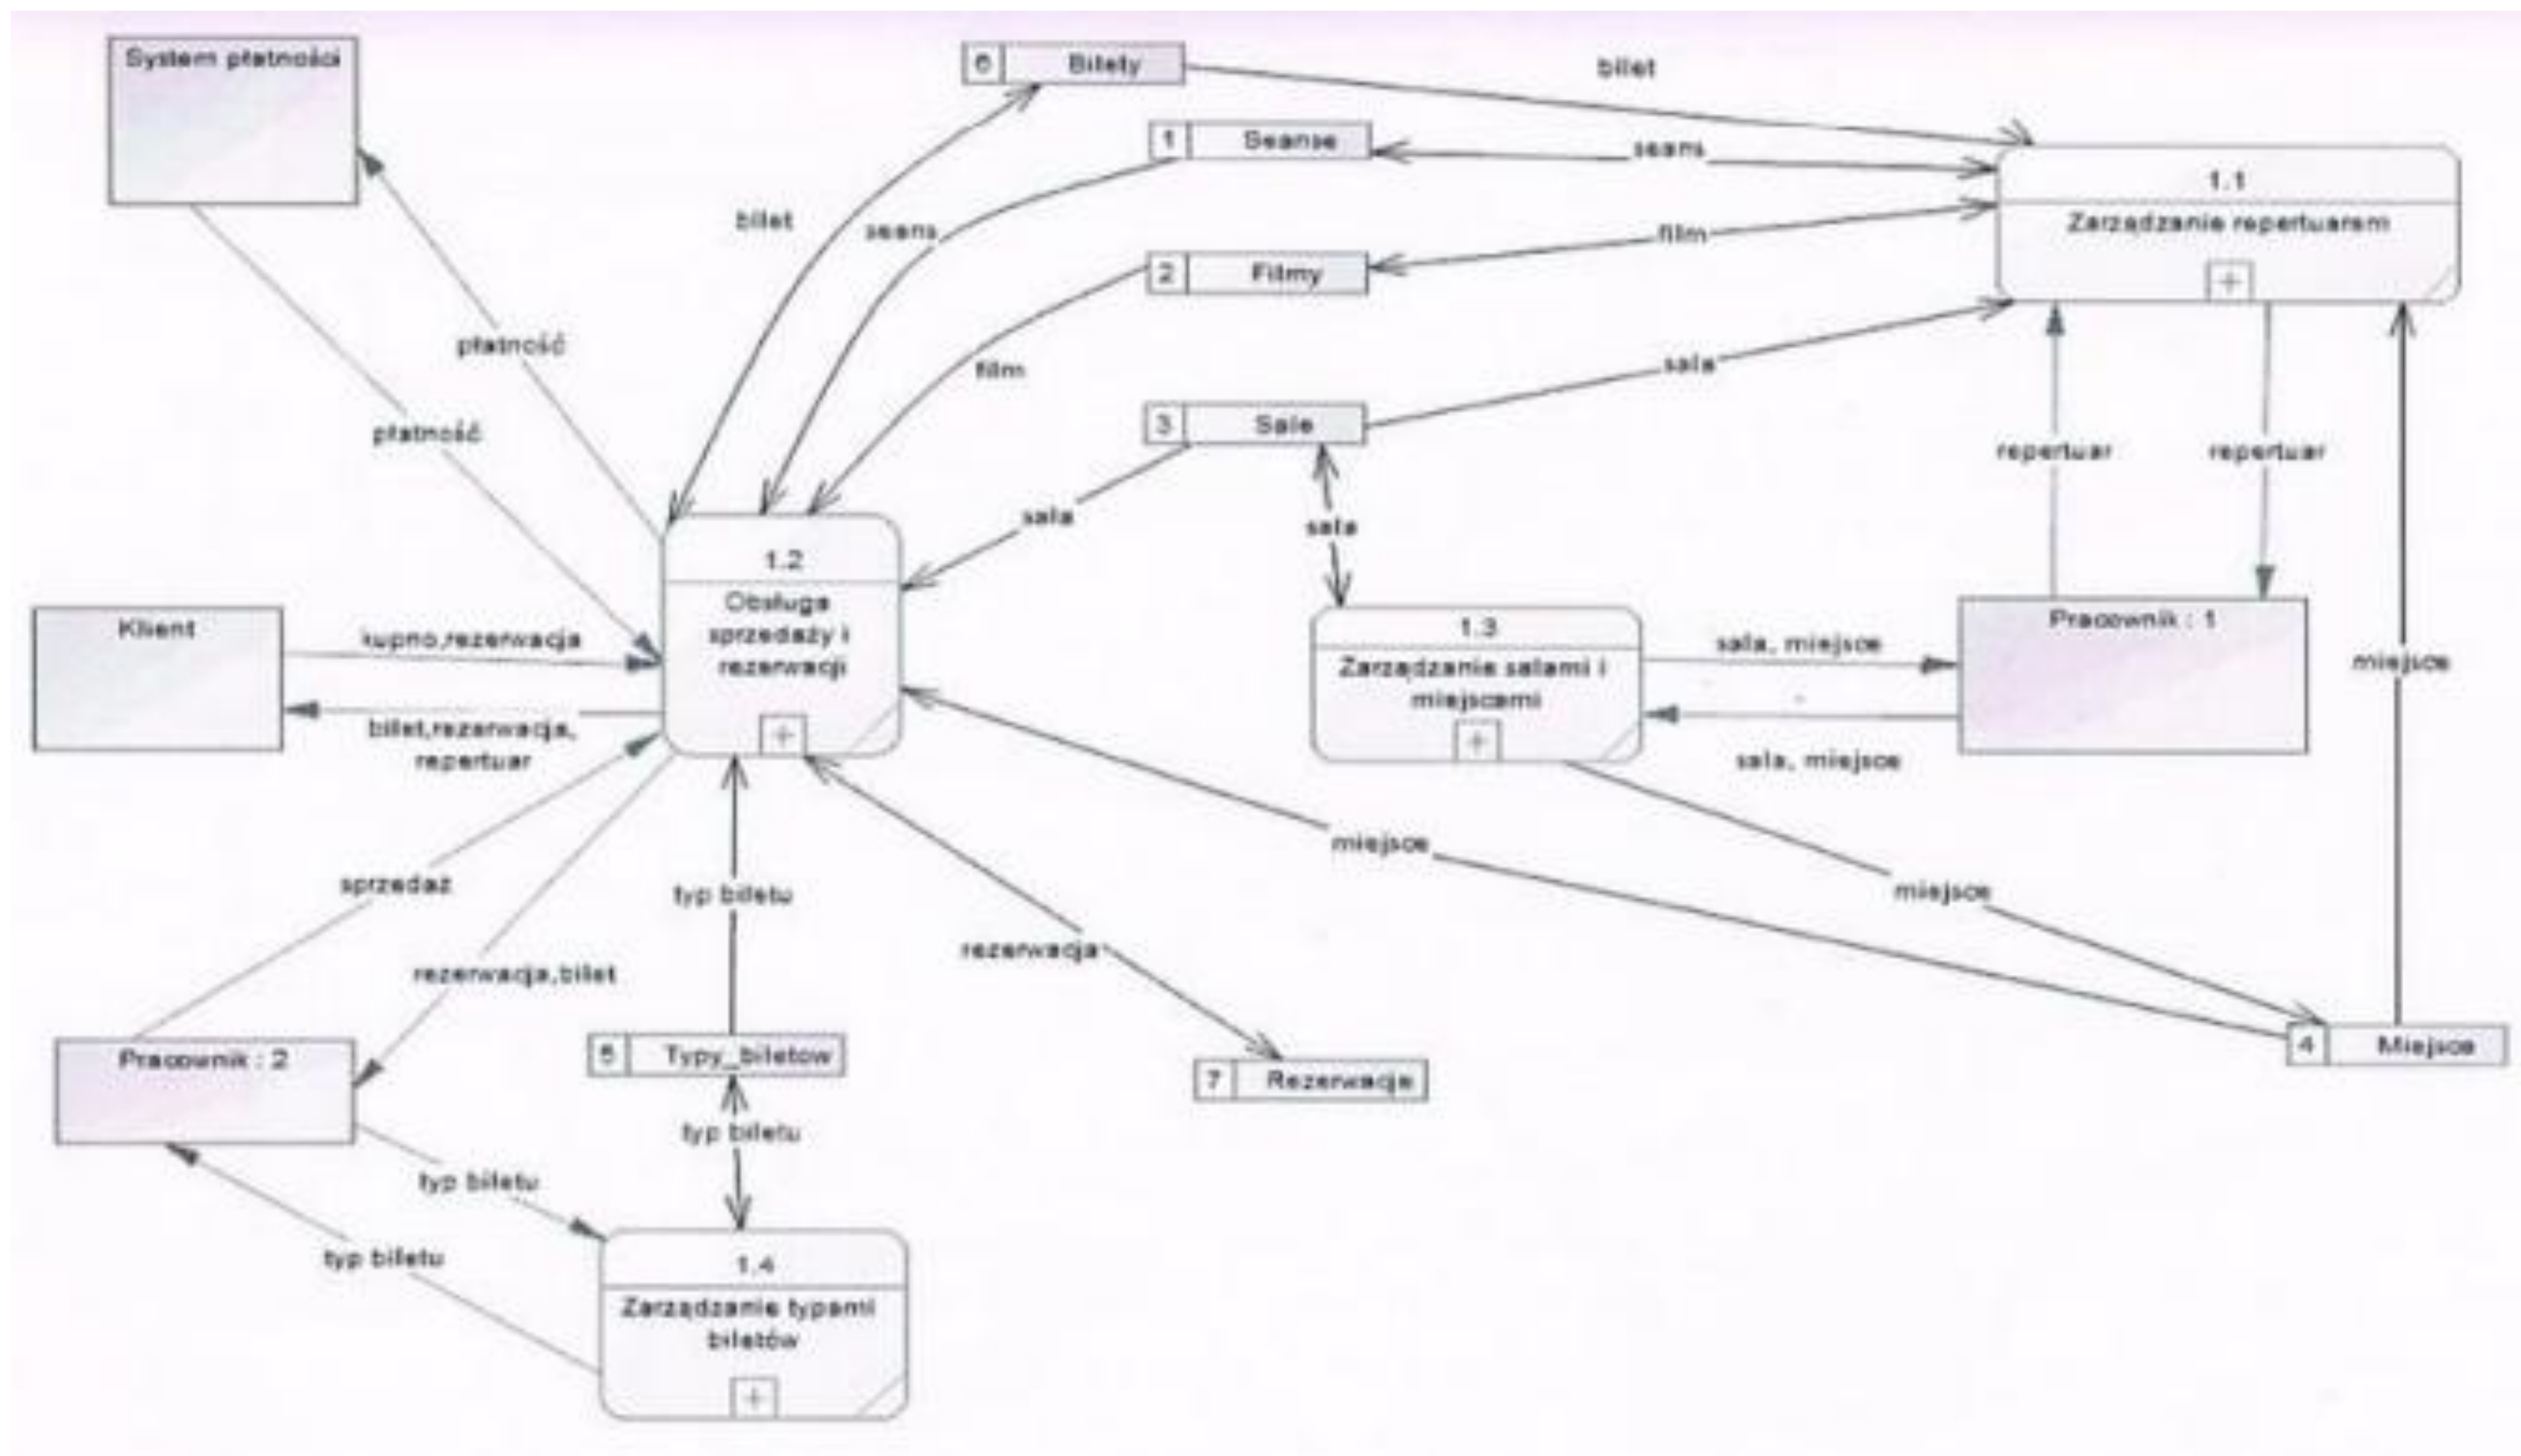 System płatności
6 Bilety
bilet
1 Seanse
seans
1.1
Zarządzanie repertuarem
bilet
seans
film
2 Filmy
płatność
film
sala
3 Sale
płatność
repertuar
repertuar
sala
sala
1.2
Obsługa
sprzedaży i
rezerwacji
Klient
kupno,rezerwacja
1.3
Zarządzanie salami i
miejscami
sala, miejsce
Pracownik : 1
miejsce
bilet,rezerwacja,
repertuar
sala, miejsce
miejsce
sprzedaż
typ biletu
miejsce
rezerwacja
rezerwacja,bilet
Pracownik : 2
5 Typy_biletow
7 Rezerwacje
4 Miejsce
typ biletu
typ biletu
typ biletu
1.4
Zarządzanie typami
biletów